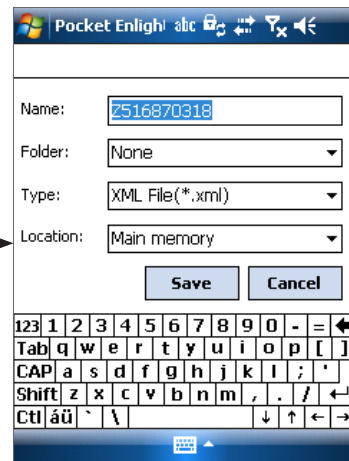 Pocket Enligh abc
Name: Z516870318
Folder: None
Type: XML File(*.xml)
Location: Main memory
Save Cancel
123 1 2 3 4 5 6 7 8 9 0 - =
Tab q w e r t y u i o p [ ]
CAP a s d f g h j k l ; '
Shift z x c v b n m , . /
Ctl áü ` \ ↓ ↑ ← →